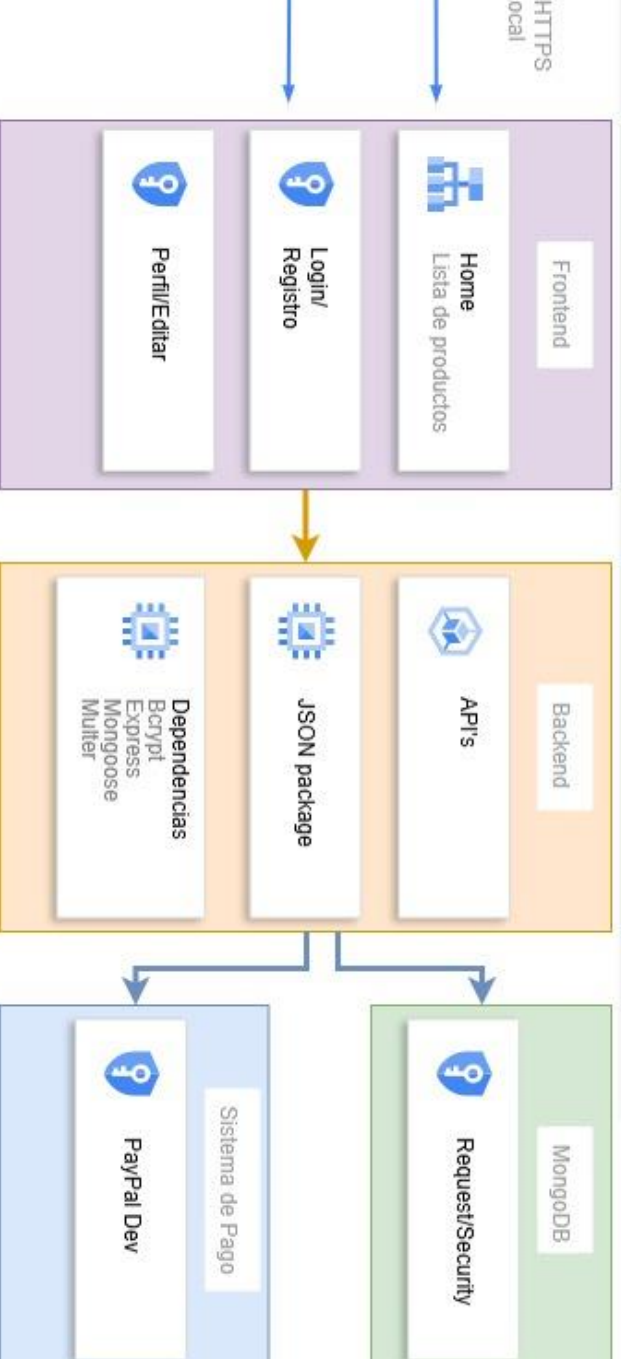 HTTPS
ocal
Frontend
Home
Lista de productos
Login/
Registro
Perfil/Editar
Backend
API's
JSON package
Dependencias
Bcrypt
Express
Mongoose
Multer
MongoDB
Request/Security
Sistema de Pago
PayPal Dev